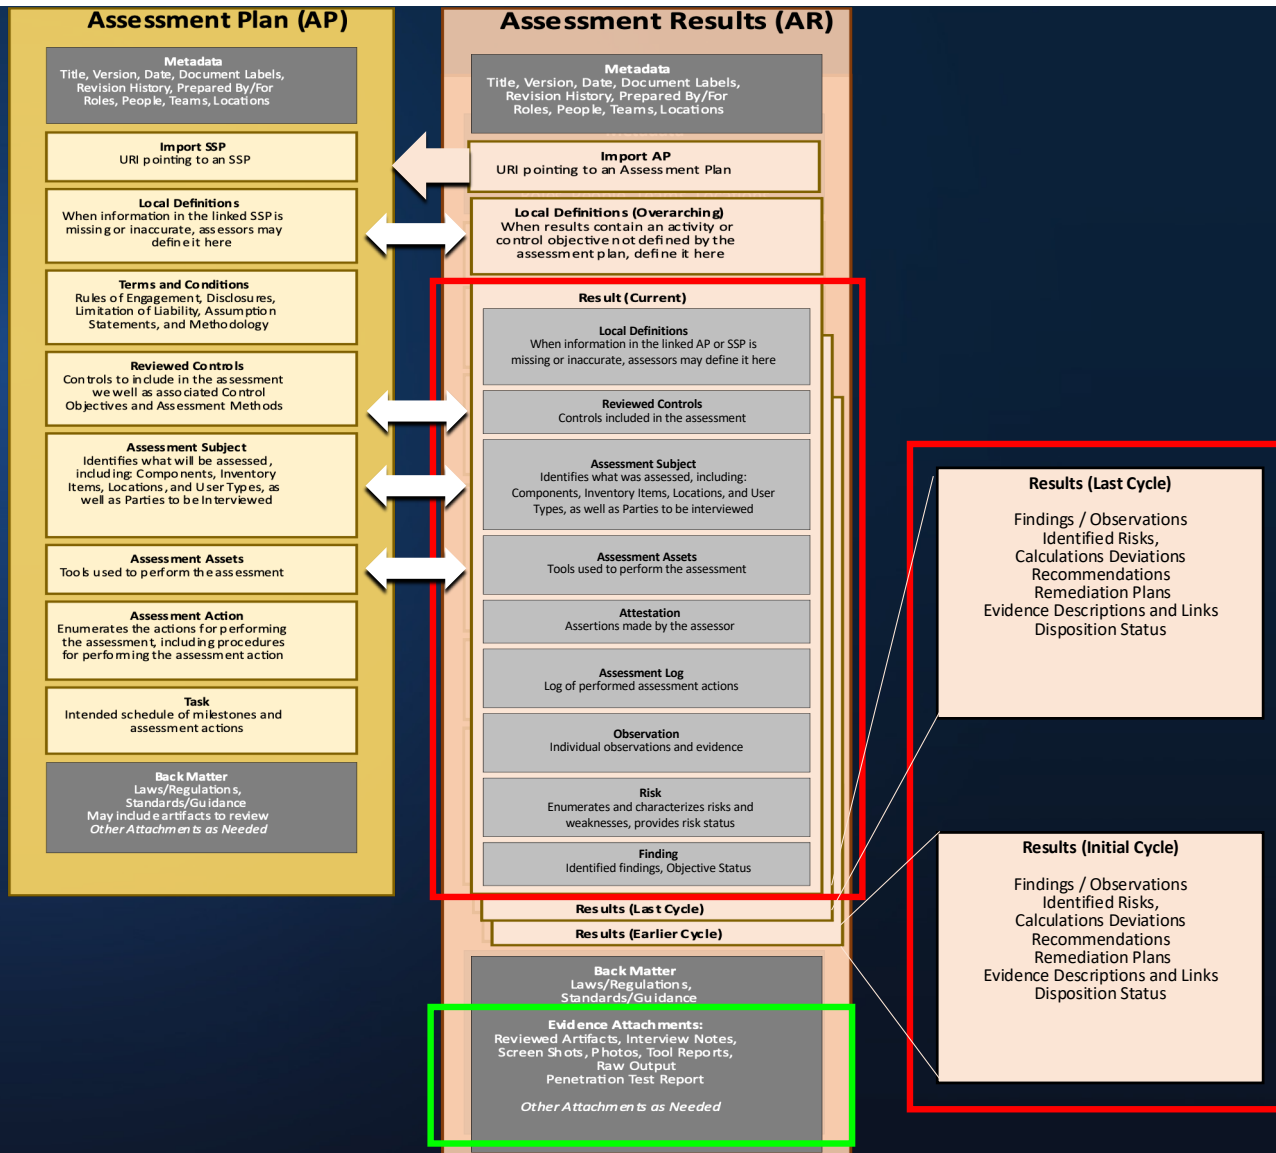 Assessment Plan (AP)
Metadata
Title, Version, Date, Document Labels,
Revision History, Prepared By/For
Roles, People, Teams, Locations
Import SSP
URI pointing to an SSP
Local Definitions
When information in the linked SSP is
missing or inaccurate, assessors may
define it here
Terms and Conditions
Rules of Engagement, Disclosures,
Limitation of Liability, Assumption
Statements, and Methodology
Reviewed Controls
Controls to include in the assessment
we well as associated Control
Objectives and Assessment Methods
Assessment Subject
Identifies what will be assessed,
including: Components, Inventory
Items, Locations, and User Types, as
well as Parties to be Interviewed
Assessment Assets
Tools used to perform the assessment
Assessment Action
Enumerates the actions for performing
the assessment, including procedures
for performing the assessment action
Task
Intended schedule of milestones and
assessment actions
Back Matter
Laws/Regulations,
Standards/Guidance
May include artifacts to review
Other Attachments as Needed
Assessment Results (AR)
Metadata
Title, Version, Date, Document Labels,
Revision History, Prepared By/For
Roles, People, Teams, Locations
Import AP
URI pointing to an Assessment Plan
Local Definitions (Overarching)
When results contain an activity or
control objective not defined by the
assessment plan, define it here
Result (Current)
Local Definitions
When information in the linked AP or SSP is
missing or inaccurate, assessors may define it here
Reviewed Controls
Controls included in the assessment
Assessment Subject
Identifies what was assessed, including:
Components, Inventory Items, Locations, and User
Types, as well as Parties to be interviewed
Assessment Assets
Tools used to perform the assessment
Attestation
Assertions made by the assessor
Assessment Log
Log of performed assessment actions
Observation
Individual observations and evidence
Risk
Enumerates and characterizes risks and
weaknesses, provides risk status
Finding
Identified findings, Objective Status
Results (Last Cycle)
Results (Earlier Cycle)
Back Matter
Laws/Regulations,
Standards/Guidance
Evidence Attachments:
Reviewed Artifacts, Interview Notes,
Screen Shots, Photos, Tool Reports,
Raw Output
Penetration Test Report
Other Attachments as Needed
Results (Last Cycle)
Findings / Observations
Identified Risks,
Calculations Deviations
Recommendations
Remediation Plans
Evidence Descriptions and Links
Disposition Status
Results (Initial Cycle)
Findings / Observations
Identified Risks,
Calculations Deviations
Recommendations
Remediation Plans
Evidence Descriptions and Links
Disposition Status